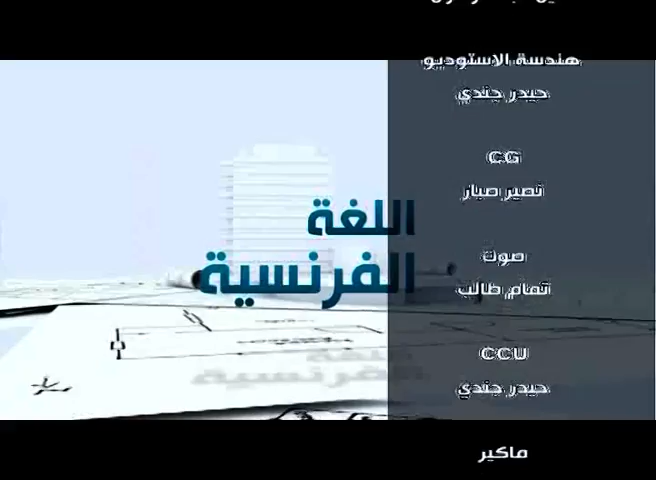 هندسة الاستوديو
حيدر جندي
CG
نصير صبار
صوت
تمام طالب
CCU
حيدر جندي
ماكير
اللغة
الفرنسية